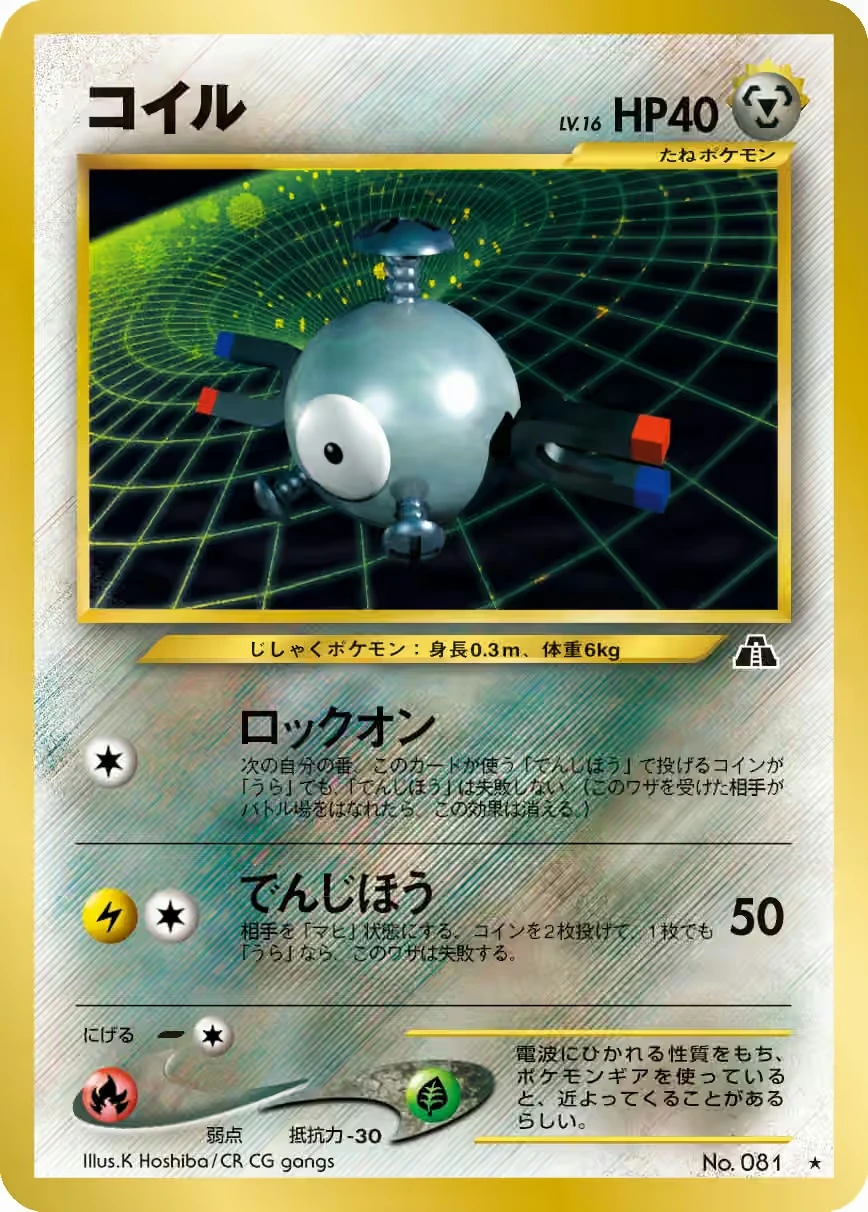 コイル
LV.16 HP40
たねポケモン
じしゃくポケモン：身長0.3m、体重6kg
ロックオン
次の自分の番、このカードが使う「でんじほう」で投げるコインが
「うら」でも、「でんじほう」は失敗しない。（このワザを受けた相手が
バトル場をはなれたら、この効果は消える。）
でんじほう
50
相手を「マヒ」状態にする。コインを2枚投げて、1枚でも
「うら」なら、このワザは失敗する。
にげる
電波にひかれる性質をもち、
ポケモンギアを使っている
と、近よってくることがある
らしい。
弱点 抵抗力-30
Illus.K Hoshiba/CR CG gangs
No. 081 ★